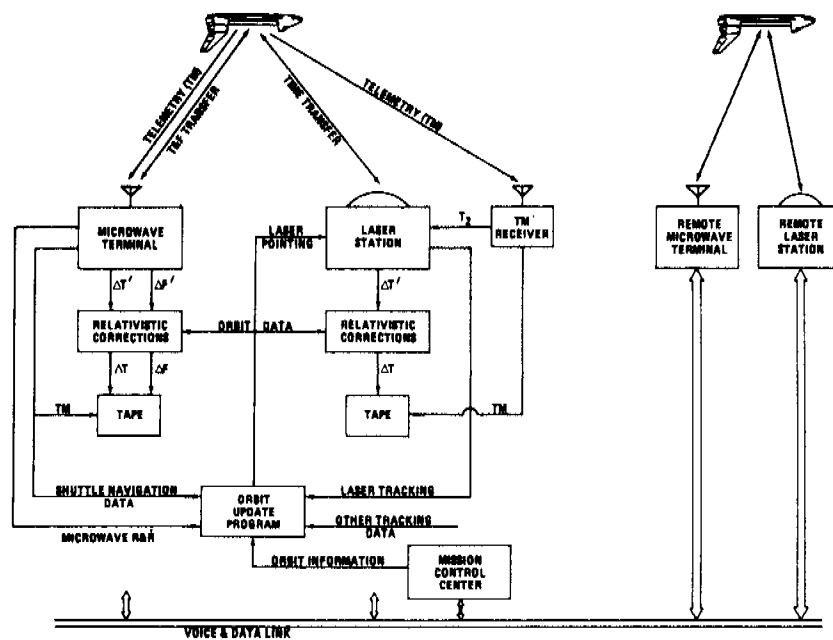 TELEMETRY (TM)
T&F TRANSFER
TIME TRANSFER
TELEMETRY (TM)
MICROWAVE
TERMINAL
LASER
POINTING
LASER
STATION
T2
TM
RECEIVER
REMOTE
MICROWAVE
TERMINAL
REMOTE
LASER
STATION
ΔT' ΔF'
ΔT'
RELATIVISTIC
CORRECTIONS
ORBIT DATA
RELATIVISTIC
CORRECTIONS
ΔT ΔF
ΔT
TM
TAPE
TAPE
TM
SHUTTLE NAVIGATION
DATA
ORBIT
UPDATE
PROGRAM
LASER TRACKING
MICROWAVE R&Ṙ
OTHER TRACKING
DATA
ORBIT INFORMATION
MISSION
CONTROL
CENTER
VOICE & DATA LINK